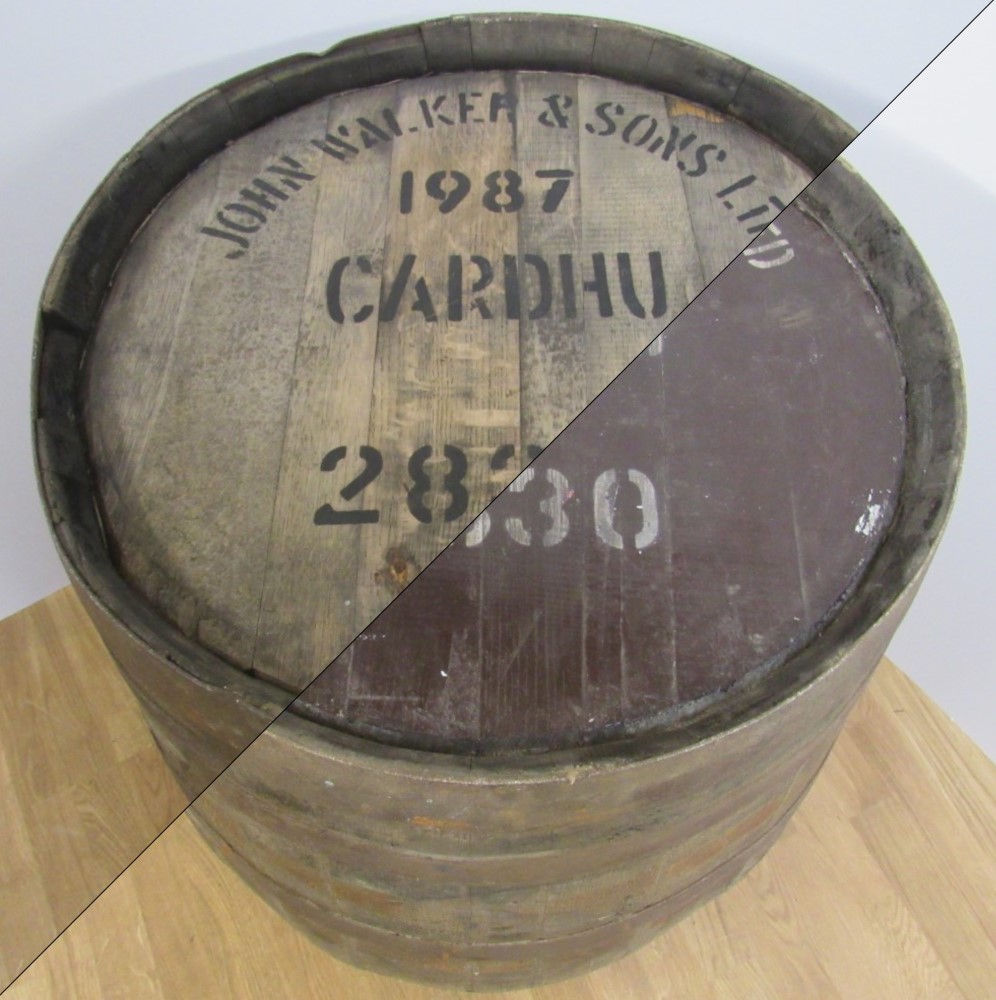 JOHN WALKER & SONS LTD
1987
CARDHU
2830